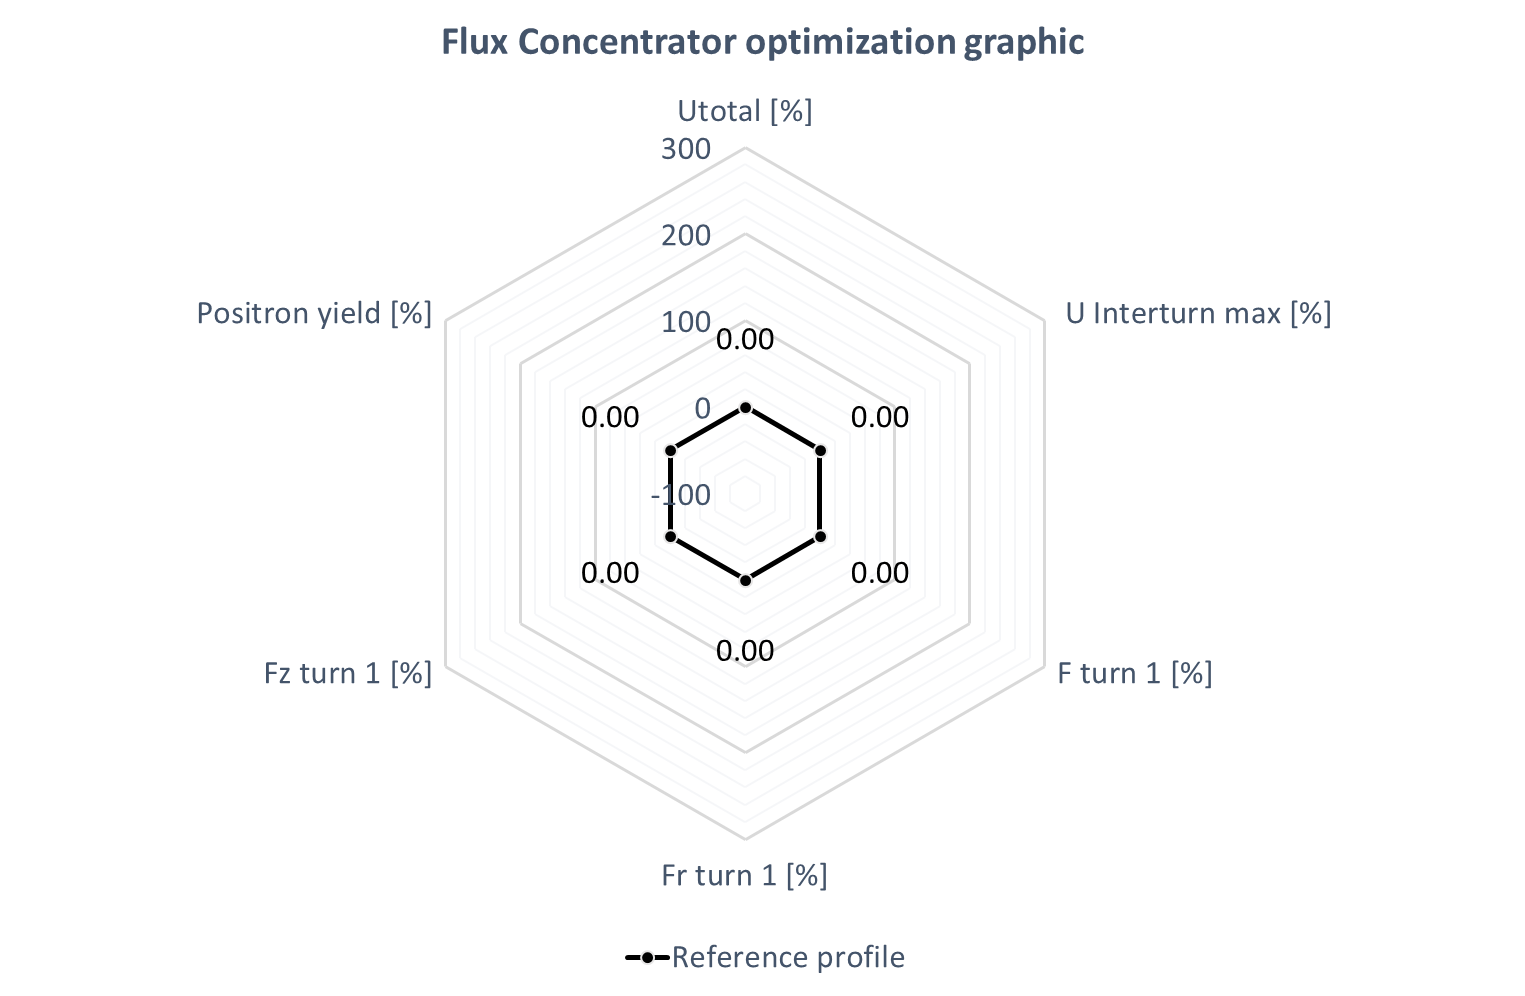 Flux Concentrator optimization graphic
Utotal [%]
300
200
Positron yield [%]
U Interturn max [%]
100
0.00
0
0.00
0.00
-100
0.00
0.00
0.00
Fz turn 1 [%]
F turn 1 [%]
Fr turn 1 [%]
Reference profile